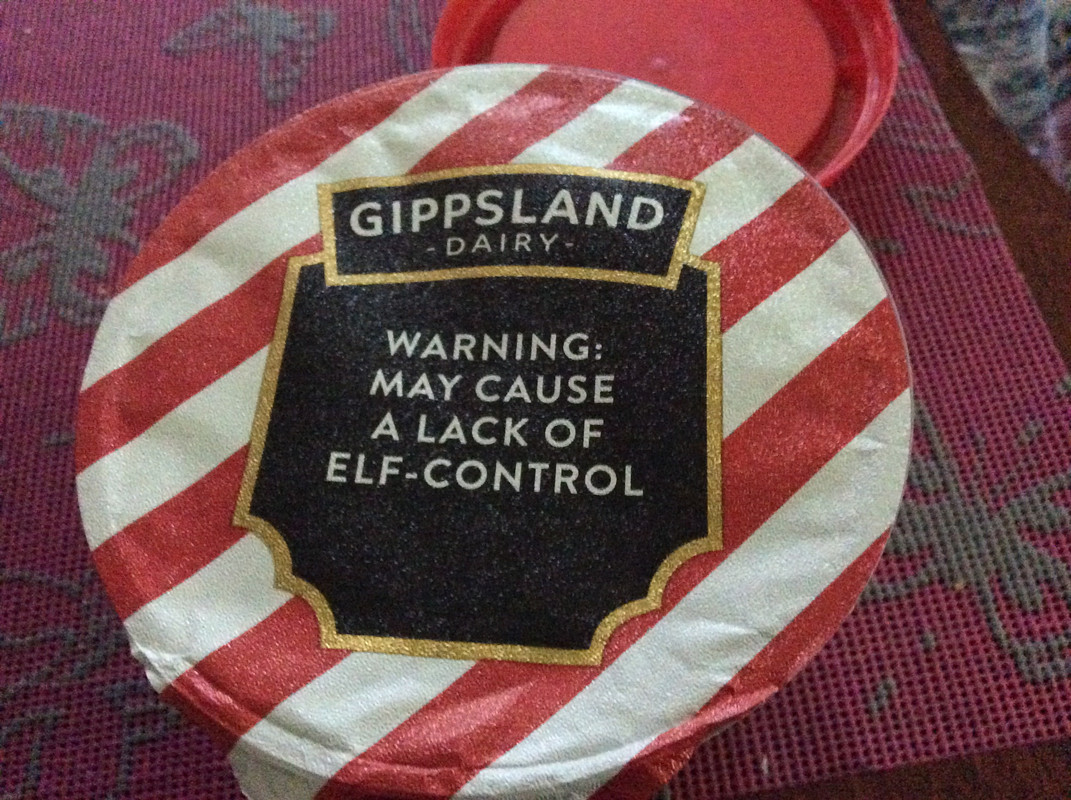 GIPPSLAND
-DAIRY-
WARNING:
MAY CAUSE
A LACK OF
ELF-CONTROL